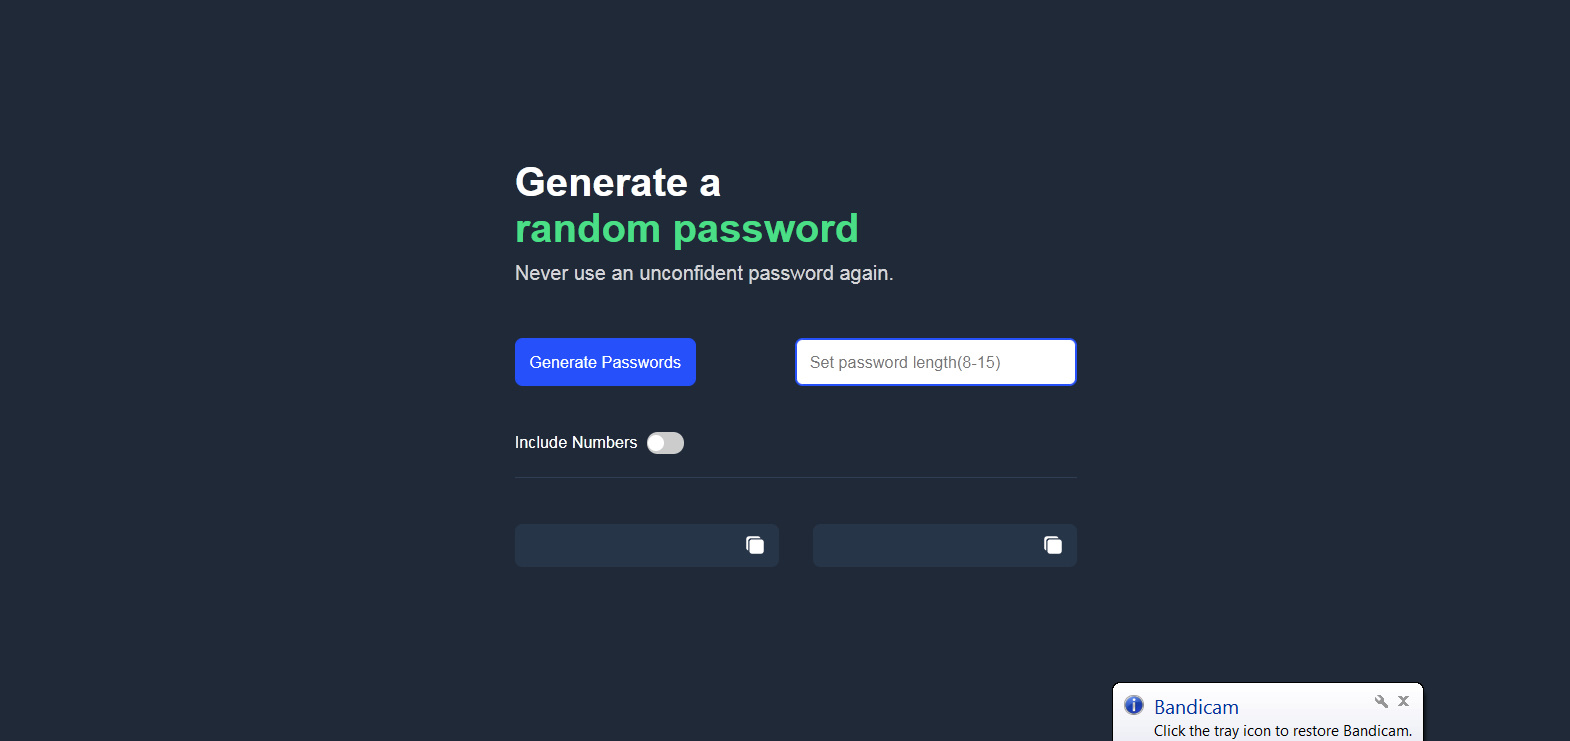 Generate a
random password
Never use an unconfident password again.
Generate Passwords
Set password length(8-15)
Include Numbers
Bandicam
Click the tray icon to restore Bandicam.